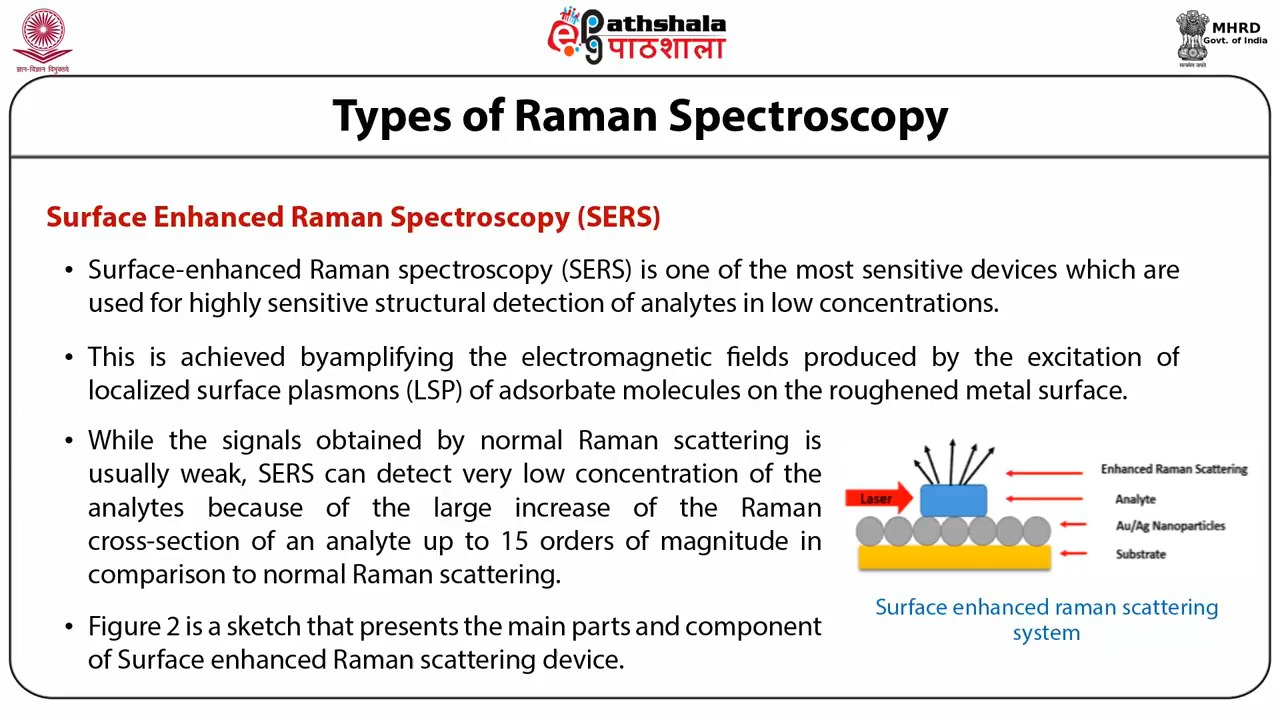 ज्ञान-विज्ञान विमुक्तये
ePathshala
पाठशाला
सत्यमेव जयते
MHRD
Govt. of India
Types of Raman Spectroscopy
Surface Enhanced Raman Spectroscopy (SERS)
• Surface-enhanced Raman spectroscopy (SERS) is one of the most sensitive devices which are
used for highly sensitive structural detection of analytes in low concentrations.
• This is achieved byamplifying the electromagnetic fields produced by the excitation of
localized surface plasmons (LSP) of adsorbate molecules on the roughened metal surface.
• While the signals obtained by normal Raman scattering is
usually weak, SERS can detect very low concentration of the
analytes because of the large increase of the Raman
cross-section of an analyte up to 15 orders of magnitude in
comparison to normal Raman scattering.
• Figure 2 is a sketch that presents the main parts and component
of Surface enhanced Raman scattering device.
Laser
Enhanced Raman Scattering
Analyte
Au/Ag Nanoparticles
Substrate
Surface enhanced raman scattering
system